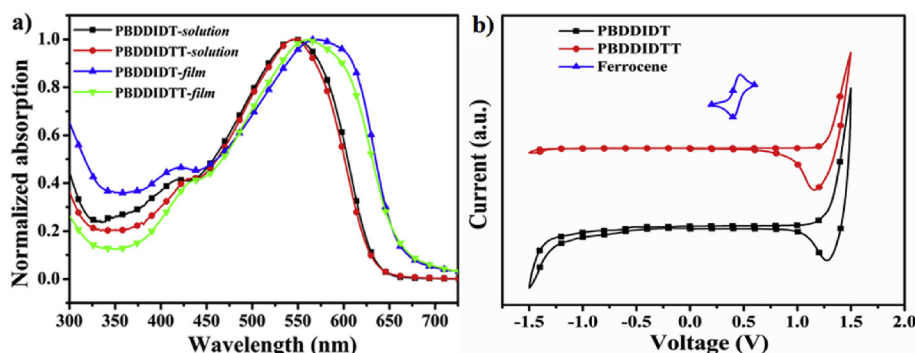 a)
PBDDIDT-solution
PBDDIDTT-solution
PBDDIDT-film
PBDDIDTT-film
Normalized absorption
1.0
0.8
0.6
0.4
0.2
0.0
300 350 400 450 500 550 600 650 700
Wavelength (nm)
b)
PBDDIDT
PBDDIDTT
Ferrocene
Current (a.u.)
-1.5 -1.0 -0.5 0.0 0.5 1.0 1.5 2.0
Voltage (V)